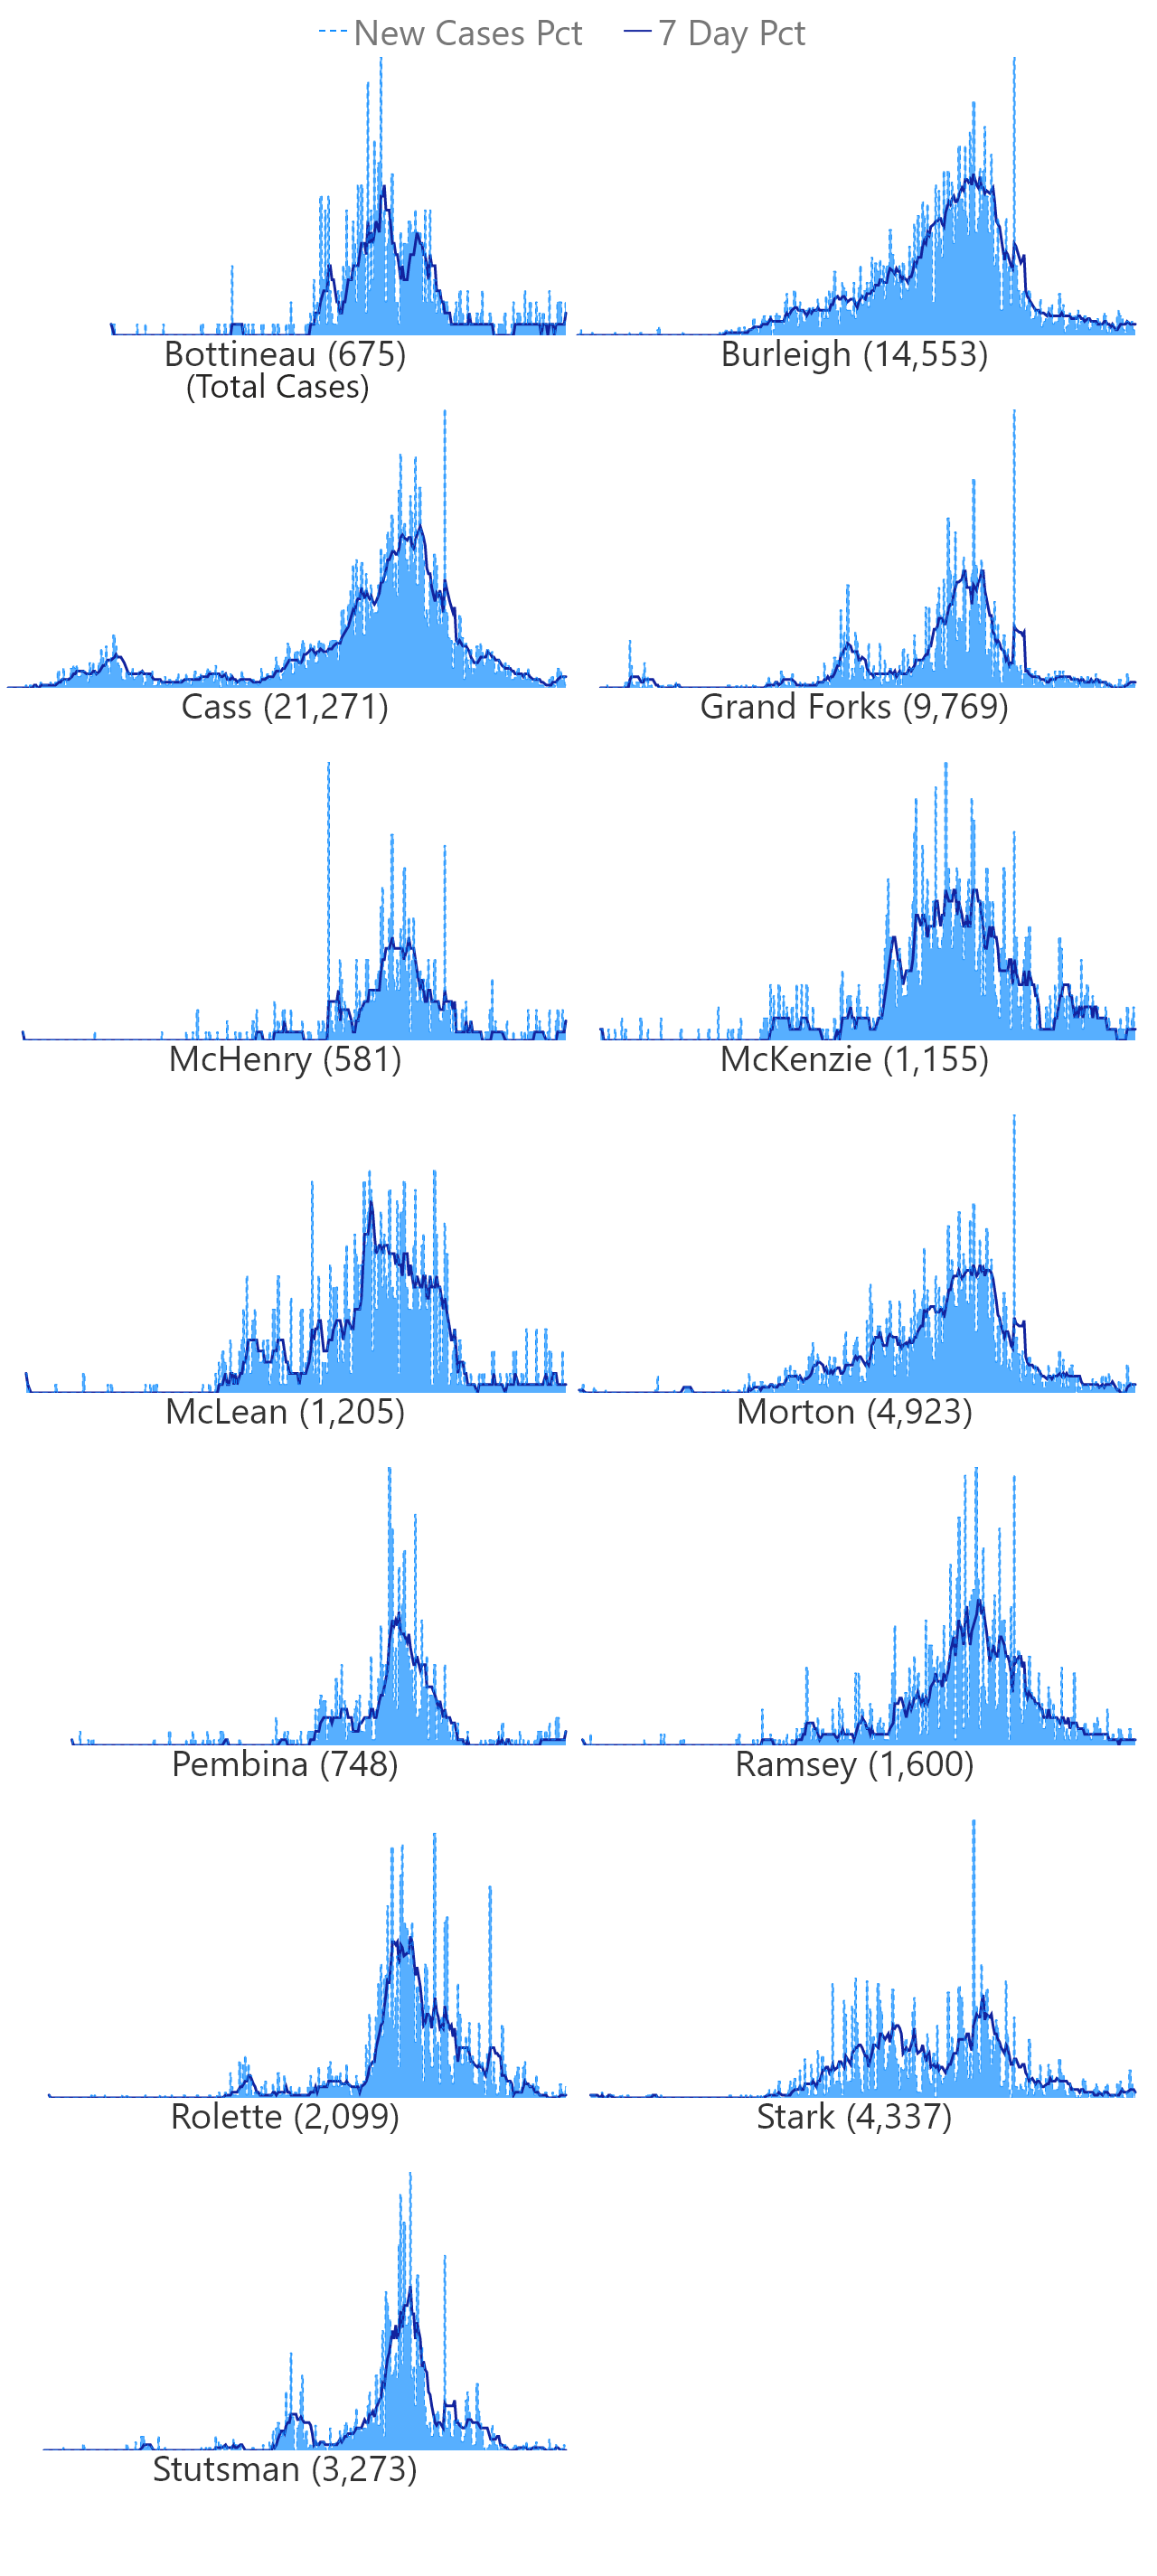 New Cases Pct 7 Day Pct
Bottineau (675) Burleigh (14,553)
(Total Cases)
Cass (21,271) Grand Forks (9,769)
McHenry (581) McKenzie (1,155)
McLean (1,205) Morton (4,923)
Pembina (748) Ramsey (1,600)
Rolette (2,099) Stark (4,337)
Stutsman (3,273)